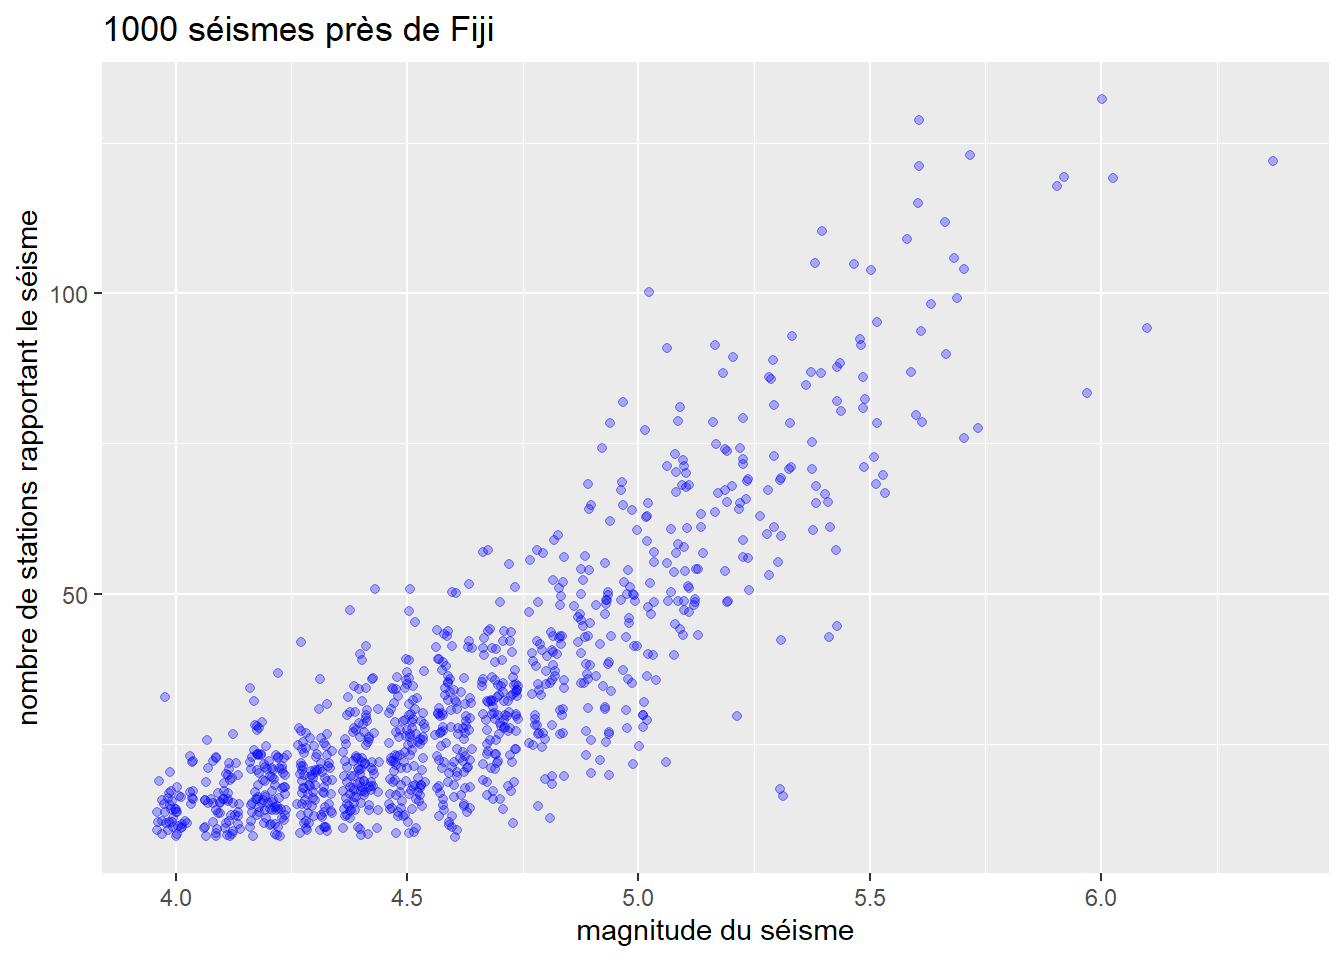 1000 séismes près de Fiji
nombre de stations rapportant le séisme
100
50
4.0 4.5 5.0 5.5 6.0
magnitude du séisme